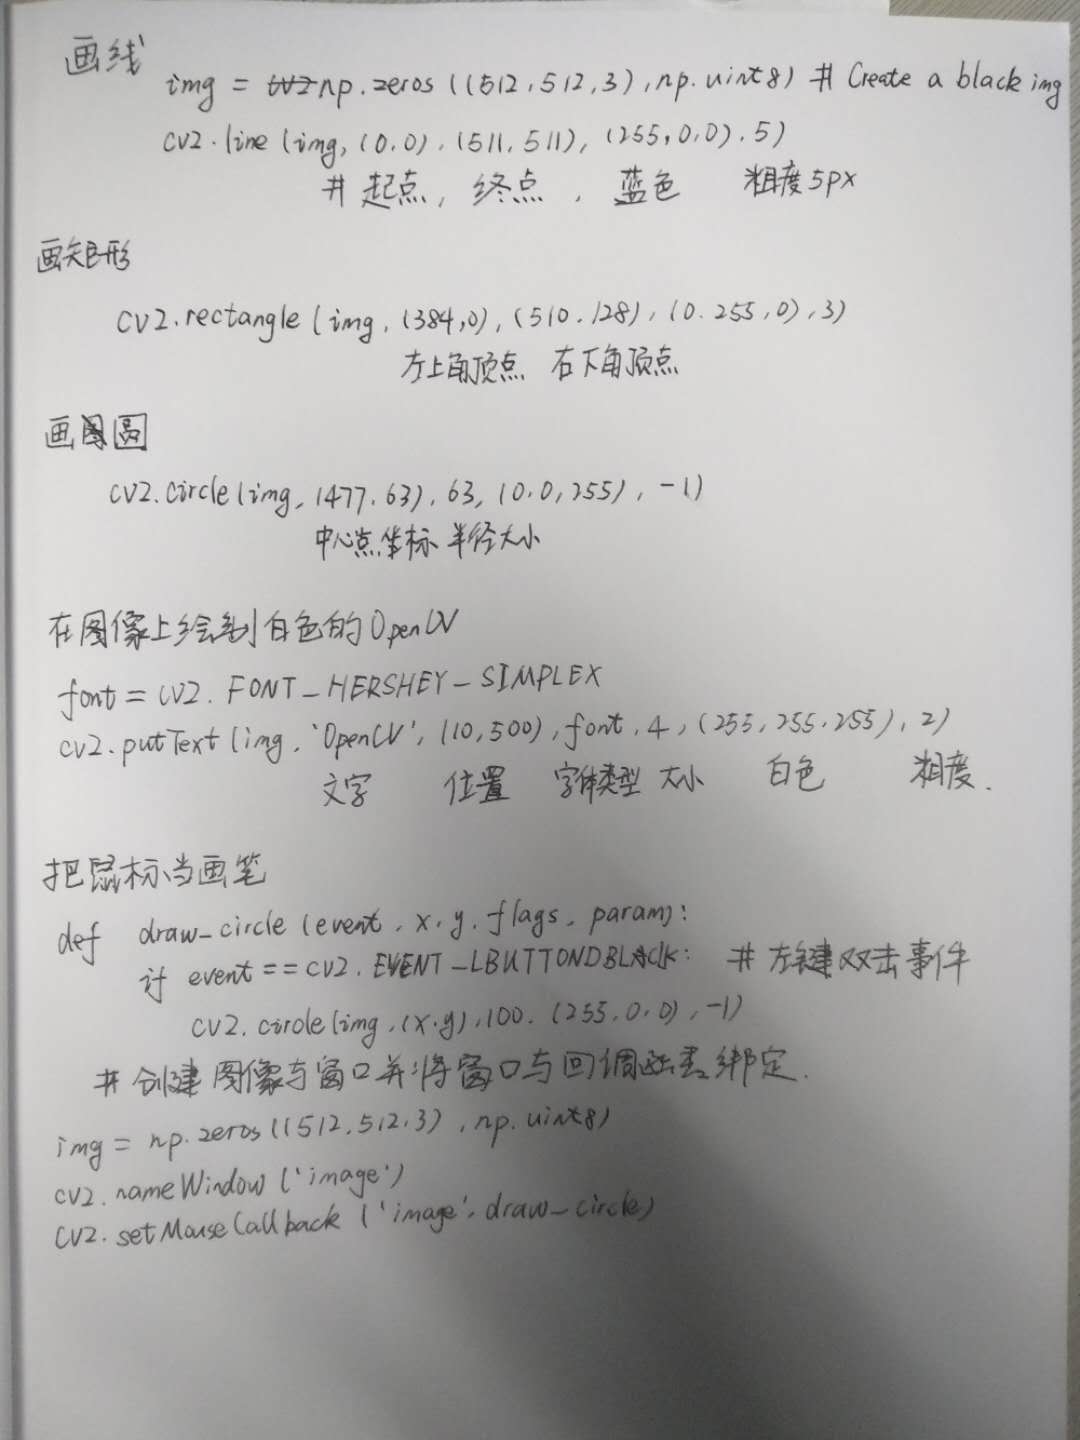 画线
img = np.zeros((512,512,3),np.uint8) # Create a black img
cv2.line(img,(0,0),(511,511),(255,0,0),5)
# 起点, 终点, 蓝色 粗度5px
画矩形
cv2.rectangle(img,(384,0),(510,128),(0,255,0),3)
左上角顶点 右下角顶点
画圆
cv2.circle(img,(477,63),63,(0,0,255),-1)
中心点坐标 半径大小
在图像上绘制白色的OpenCV
font = cv2.FONT_HERSHEY_SIMPLEX
cv2.putText(img,'OpenCV',(10,500),font,4,(255,255,255),2)
文字 位置 字体类型 大小 白色 粗度.
把鼠标当画笔
def draw_circle(event,x,y,flags,param):
if event==cv2.EVENT_LBUTTONDBLACK: # 左键双击事件
cv2.circle(img,(x,y),100,(255,0,0),-1)
# 创建图像与窗口并将窗口与回调函数绑定.
img = np.zeros((512,512,3),np.uint8)
cv2.nameWindow('image')
cv2.setMouseCallback('image',draw_circle)